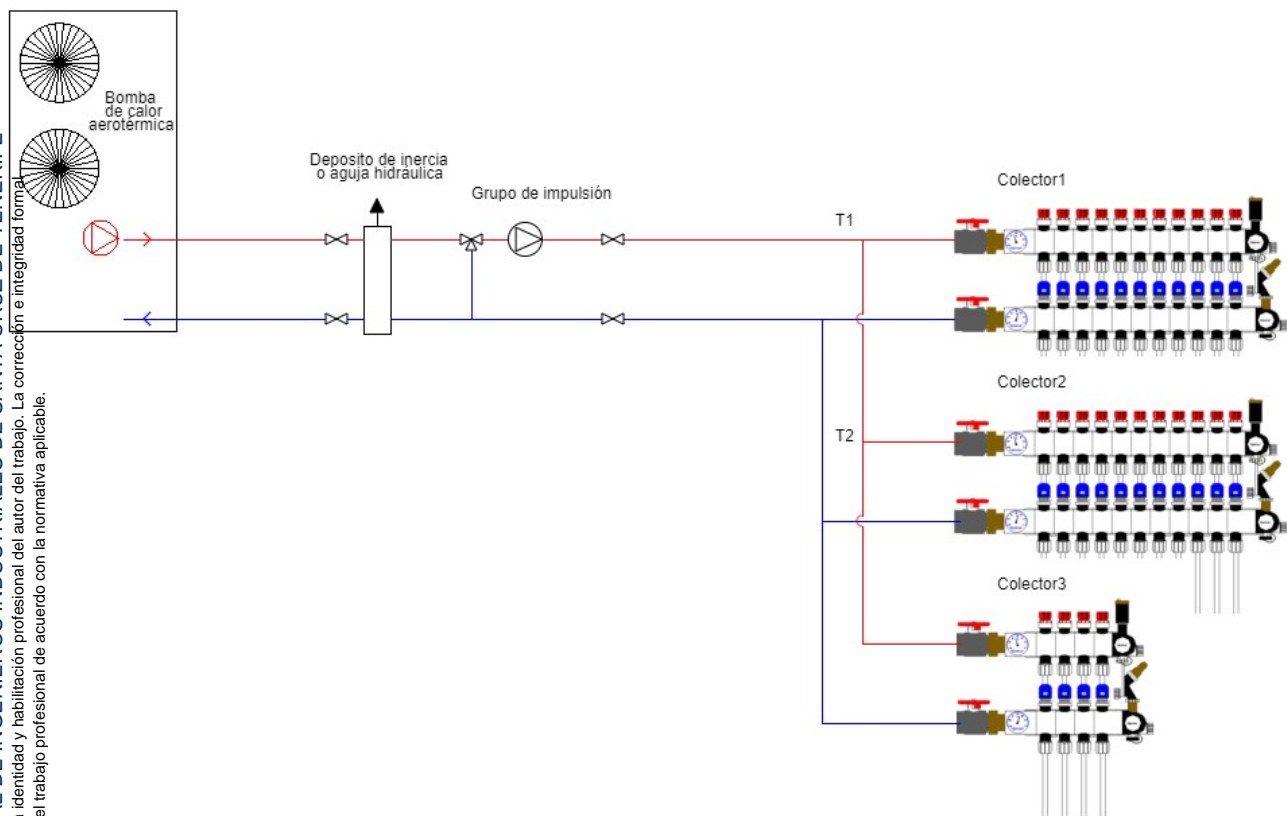 Bomba
de calor
aerotérmica
Deposito de inercia
o aguja hidráulica
Grupo de impulsión
T1
Colector1
Colector2
T2
Colector3
identidad y habilitación profesional del autor del trabajo. La corrección e integridad formal
el trabajo profesional de acuerdo con la normativa aplicable.